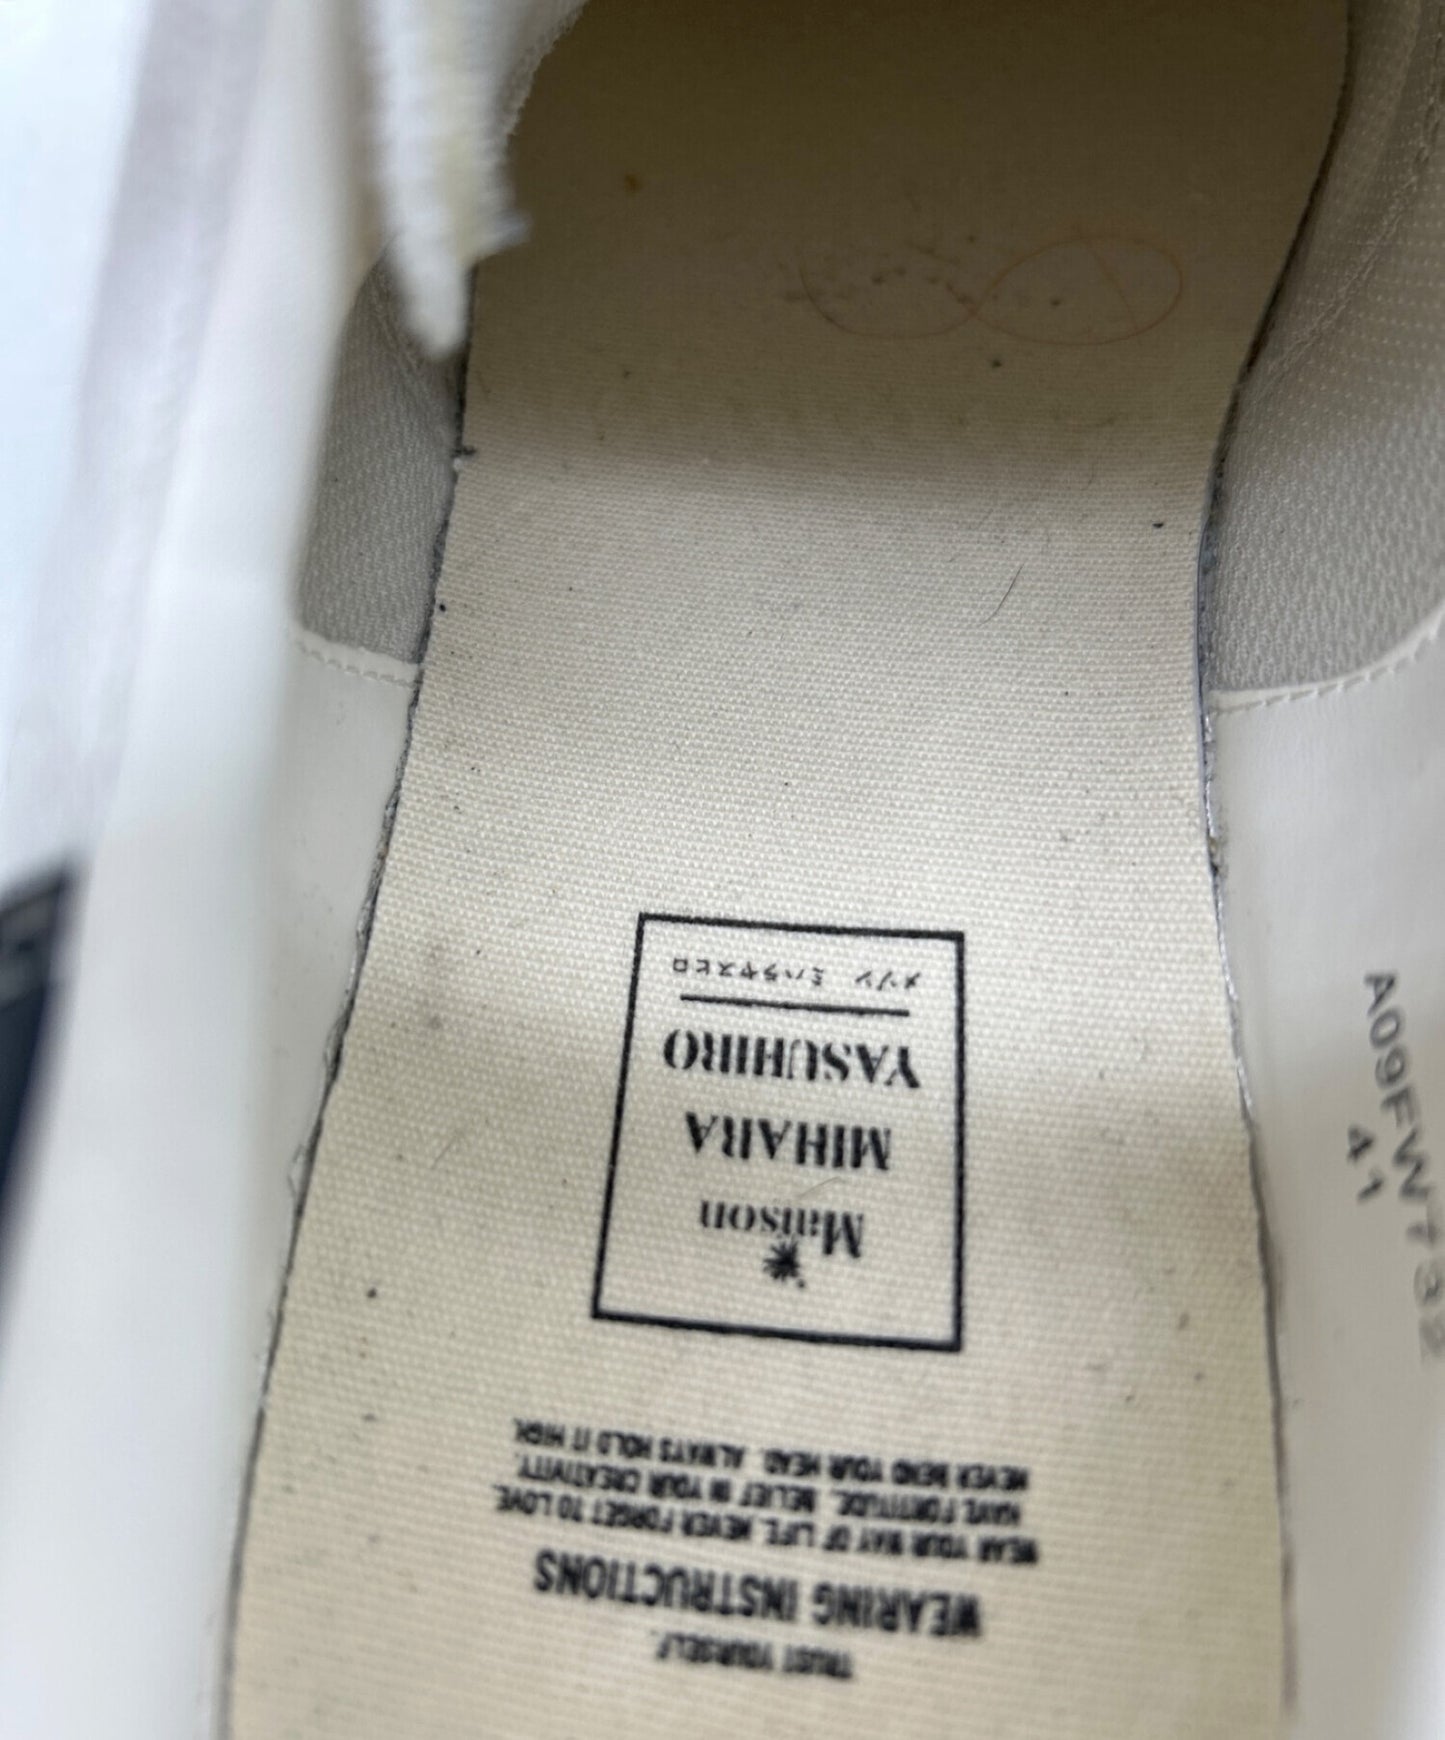 TRUST YOURSELF.
WEARING INSTRUCTIONS
WEAR YOUR WAY OF LIFE. NEVER FORGET TO LOVE.
HAVE FORTITUDE. BELIEF IN YOUR CREATIVITY.
NEVER BEND YOUR HEAD. ALWAYS HOLD IT HIGH.
Maison
MIHARA
YASUHIRO
メゾン ミハラヤスヒロ
A09FW732
41